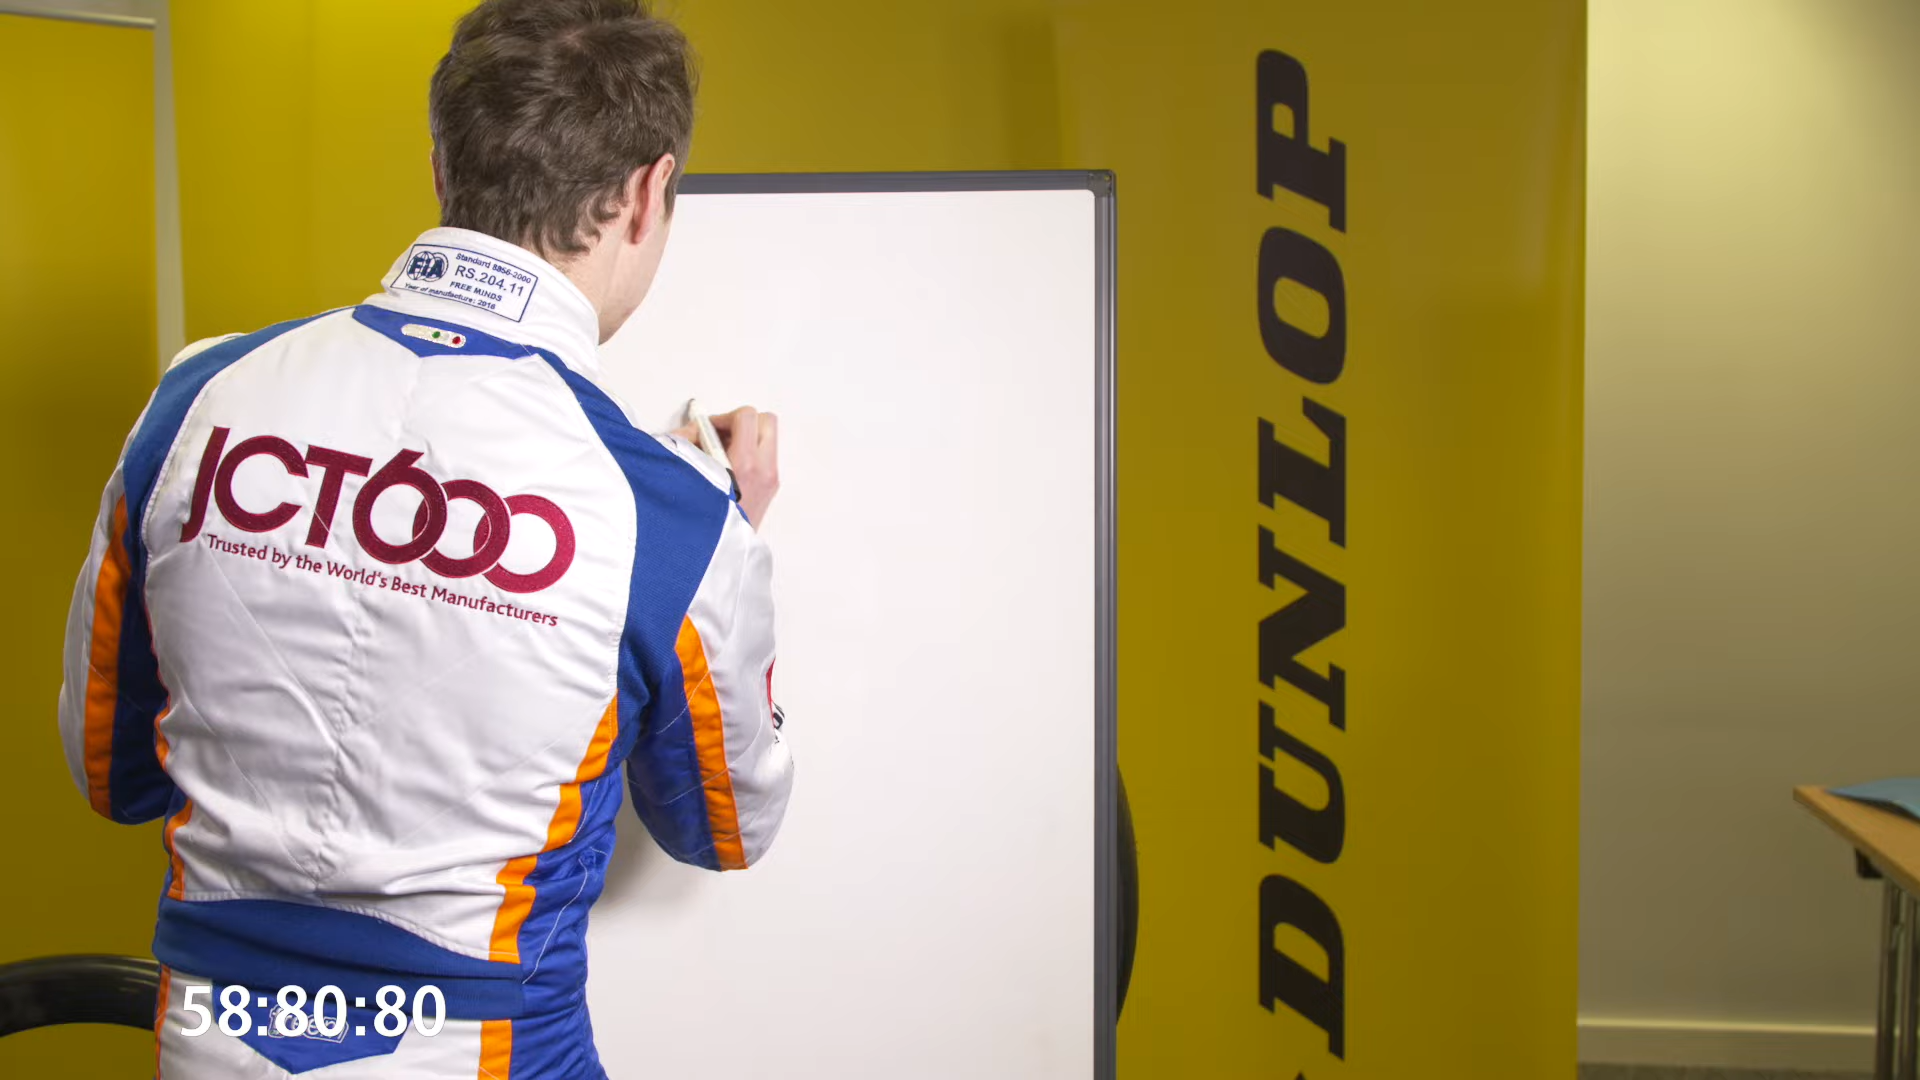 FIA
Standard 8856-2000
RS.204.11
FREE MINDS
Year of manufacture: 2016
JCT600
Trusted by the World's Best Manufacturers
DUNLOP
58:80:80